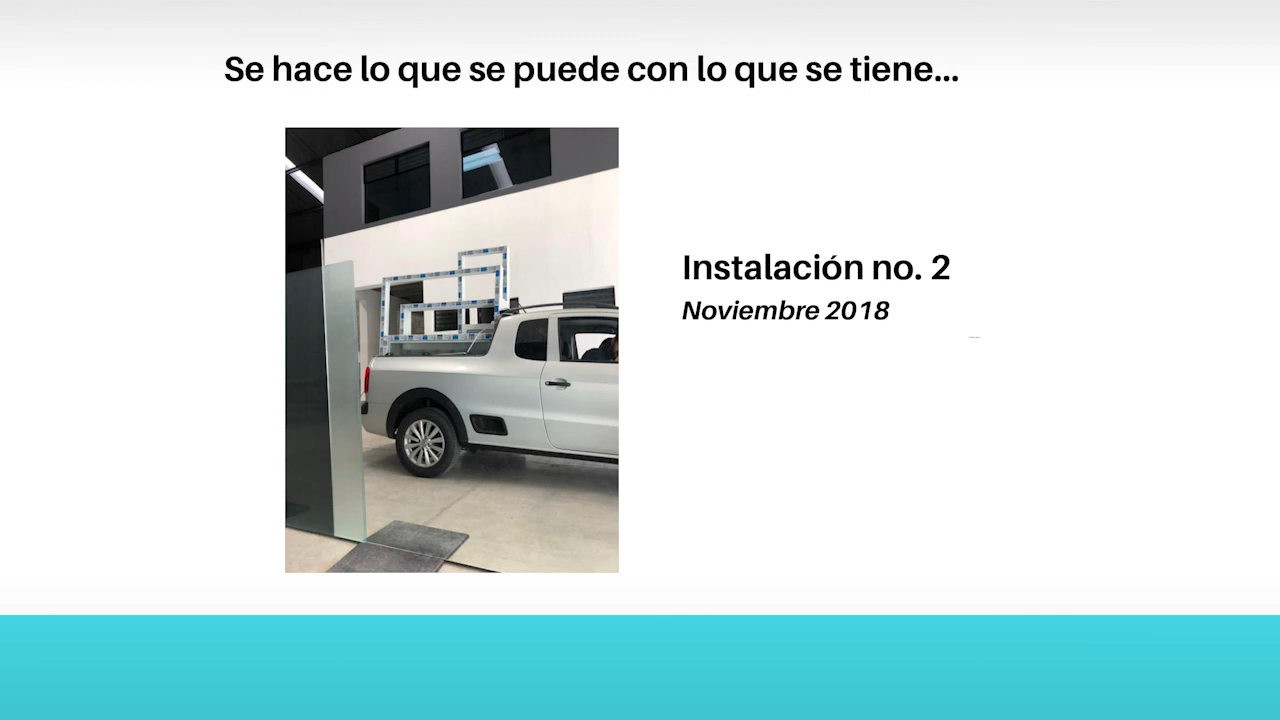 Se hace lo que se puede con lo que se tiene...
Instalación no. 2
Noviembre 2018